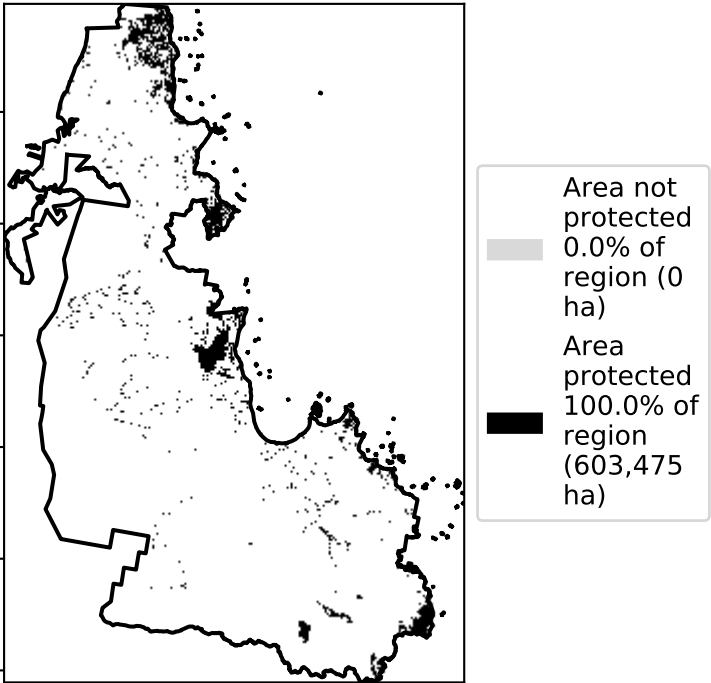 Area not
protected
0.0% of
region (0
ha)
Area
protected
100.0% of
region
(603,475
ha)